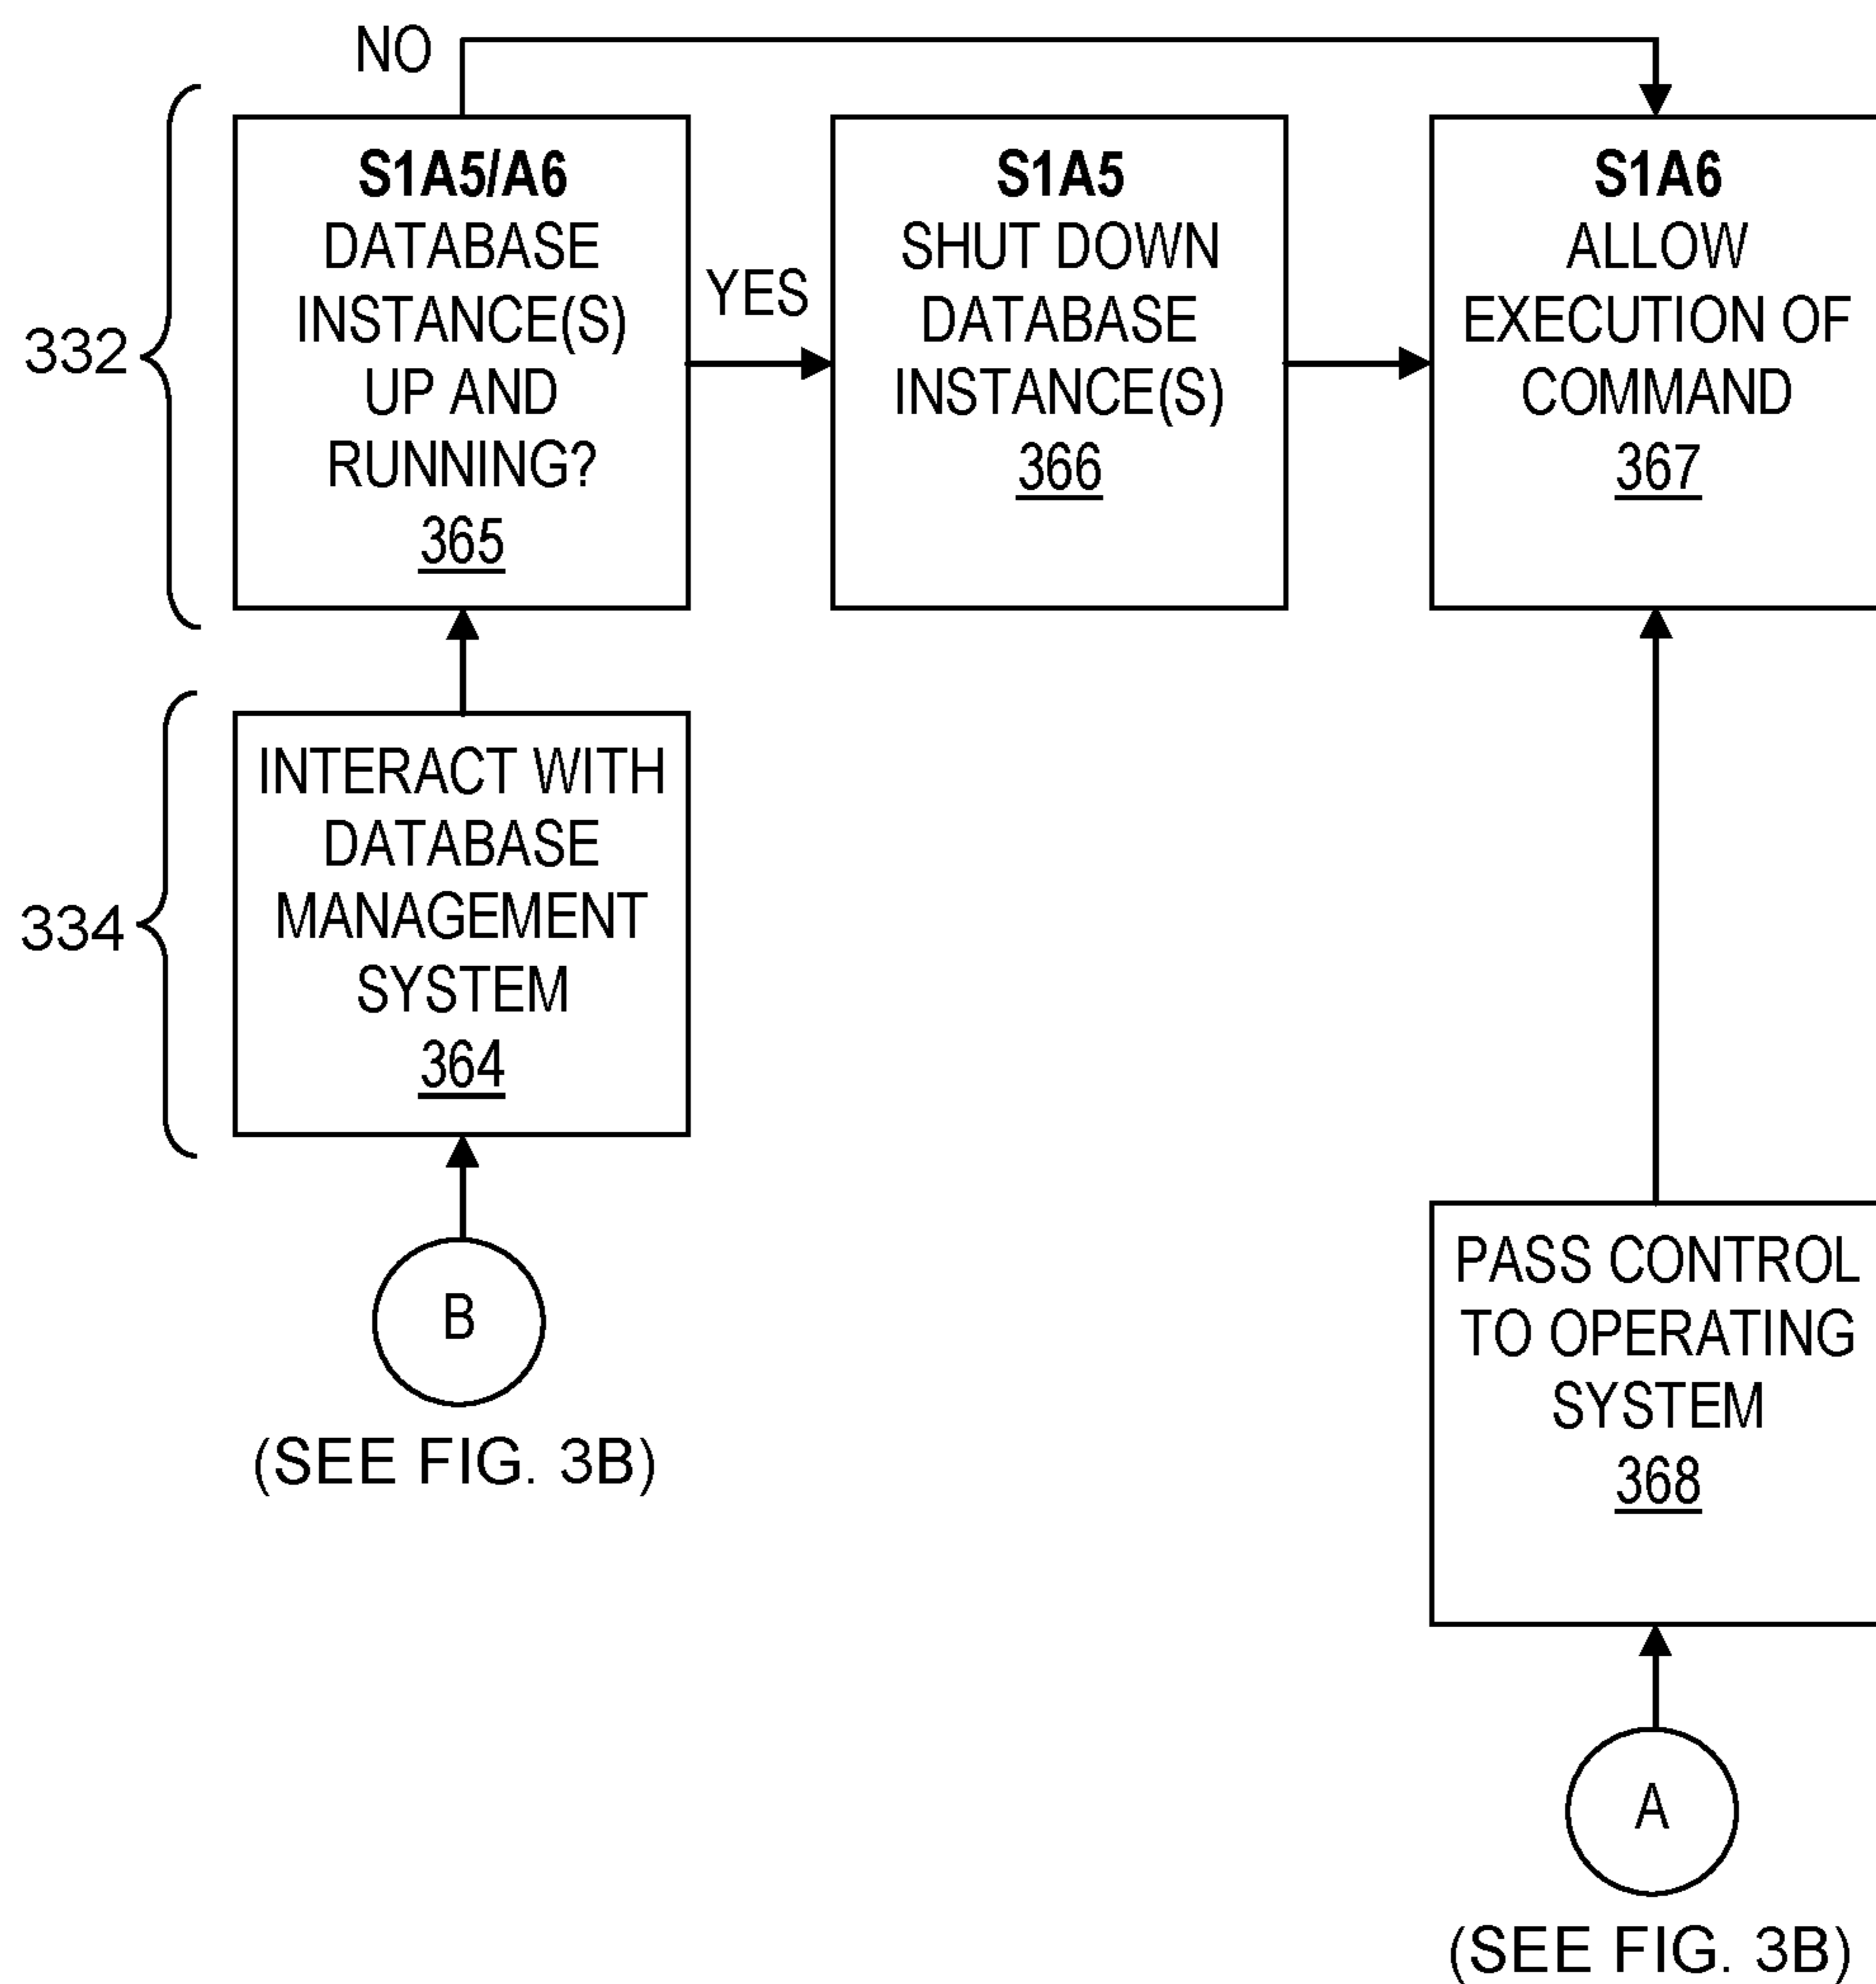 NO
332
S1A5/A6
DATABASE
INSTANCE(S)
UP AND
RUNNING?
365
YES
S1A5
SHUT DOWN
DATABASE
INSTANCE(S)
366
S1A6
ALLOW
EXECUTION OF
COMMAND
367
334
INTERACT WITH
DATABASE
MANAGEMENT
SYSTEM
364
B
(SEE FIG. 3B)
PASS CONTROL
TO OPERATING
SYSTEM
368
A
(SEE FIG. 3B)